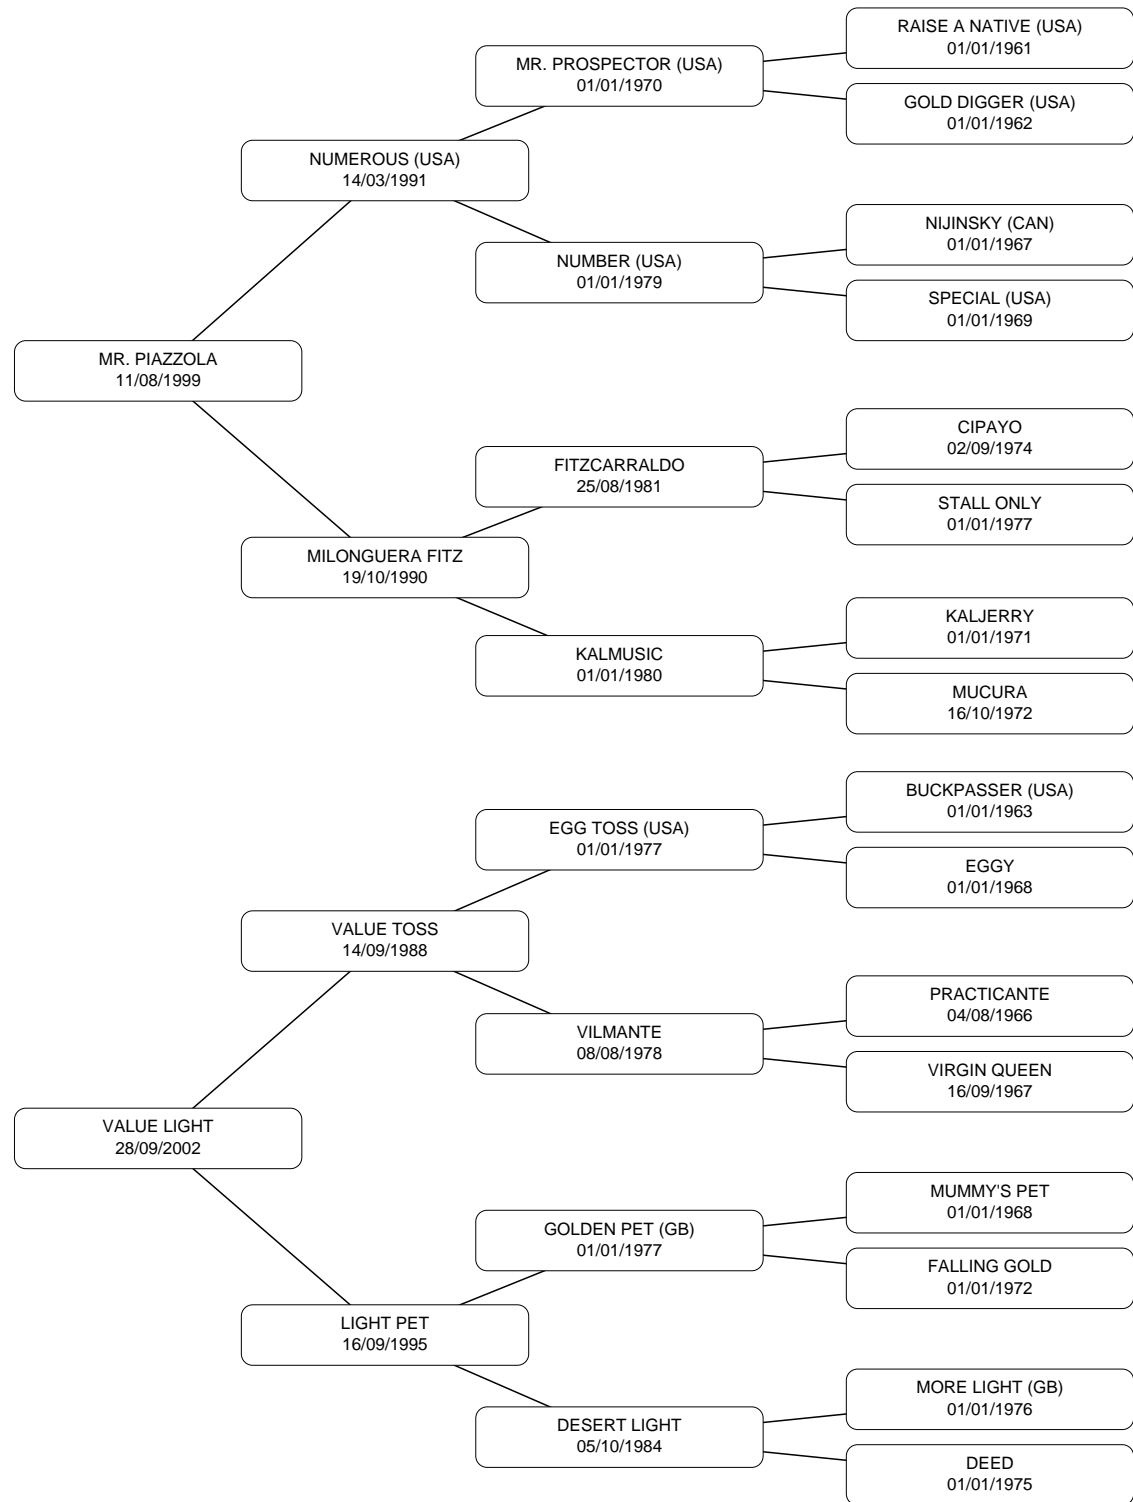 RAISE A NATIVE (USA)
01/01/1961
MR. PROSPECTOR (USA)
01/01/1970
GOLD DIGGER (USA)
01/01/1962
NUMEROUS (USA)
14/03/1991
NIJINSKY (CAN)
01/01/1967
NUMBER (USA)
01/01/1979
SPECIAL (USA)
01/01/1969
MR. PIAZZOLA
11/08/1999
CIPAYO
02/09/1974
FITZCARRALDO
25/08/1981
STALL ONLY
01/01/1977
MILONGUERA FITZ
19/10/1990
KALJERRY
01/01/1971
KALMUSIC
01/01/1980
MUCURA
16/10/1972
BUCKPASSER (USA)
01/01/1963
EGG TOSS (USA)
01/01/1977
EGGY
01/01/1968
VALUE TOSS
14/09/1988
PRACTICANTE
04/08/1966
VILMANTE
08/08/1978
VIRGIN QUEEN
16/09/1967
VALUE LIGHT
28/09/2002
MUMMY'S PET
01/01/1968
GOLDEN PET (GB)
01/01/1977
FALLING GOLD
01/01/1972
LIGHT PET
16/09/1995
MORE LIGHT (GB)
01/01/1976
DESERT LIGHT
05/10/1984
DEED
01/01/1975